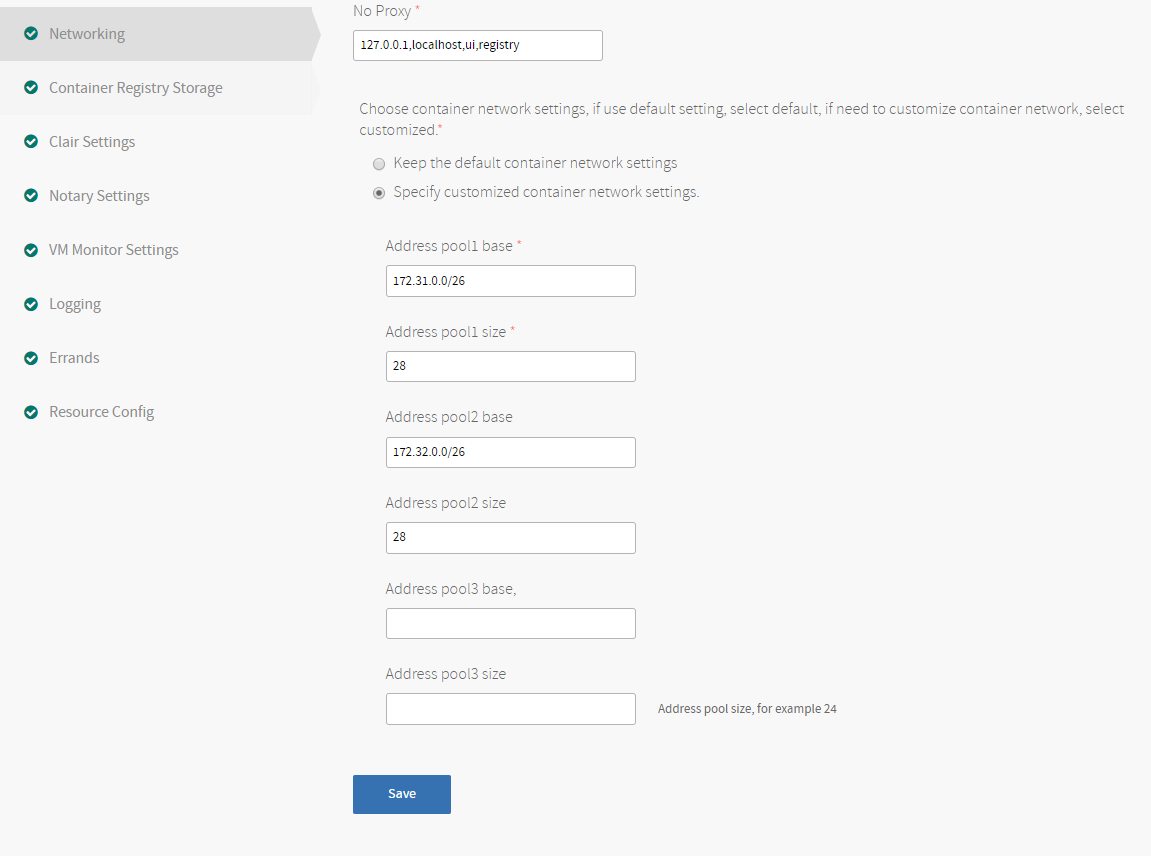 Networking
Container Registry Storage
Clair Settings
Notary Settings
VM Monitor Settings
Logging
Errands
Resource Config
No Proxy *
127.0.0.1,localhost,ui,registry
Choose container network settings, if use default setting, select default, if need to customize container network, select
customized.*
Keep the default container network settings
Specify customized container network settings.
Address pool1 base *
172.31.0.0/26
Address pool1 size *
28
Address pool2 base
172.32.0.0/26
Address pool2 size
28
Address pool3 base,
Address pool3 size
Address pool size, for example 24
Save